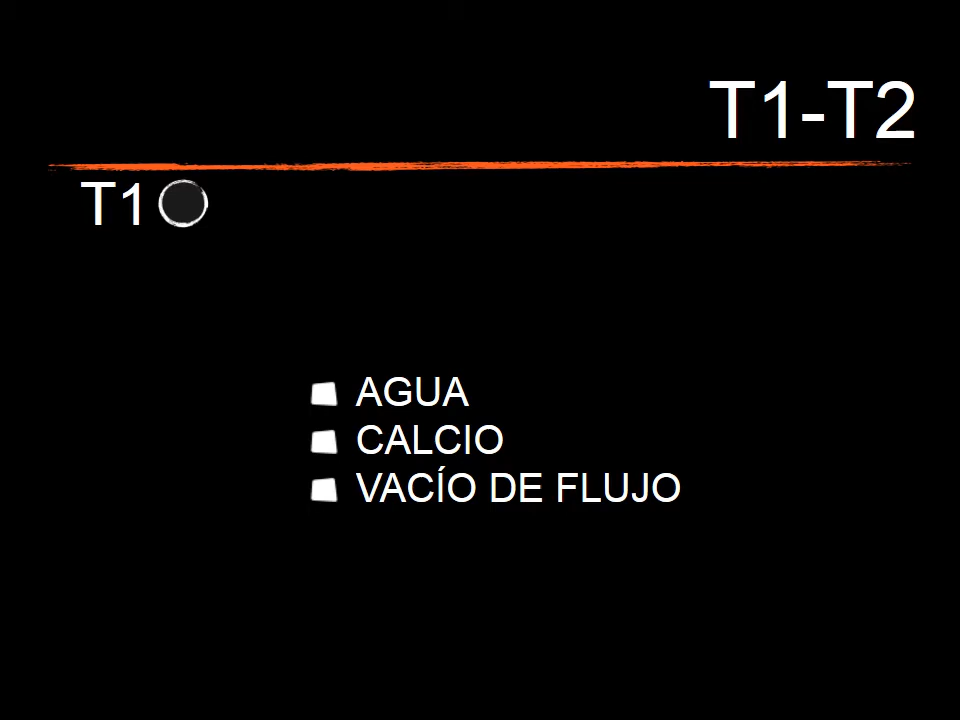 T1-T2
T1
AGUA
CALCIO
VACÍO DE FLUJO